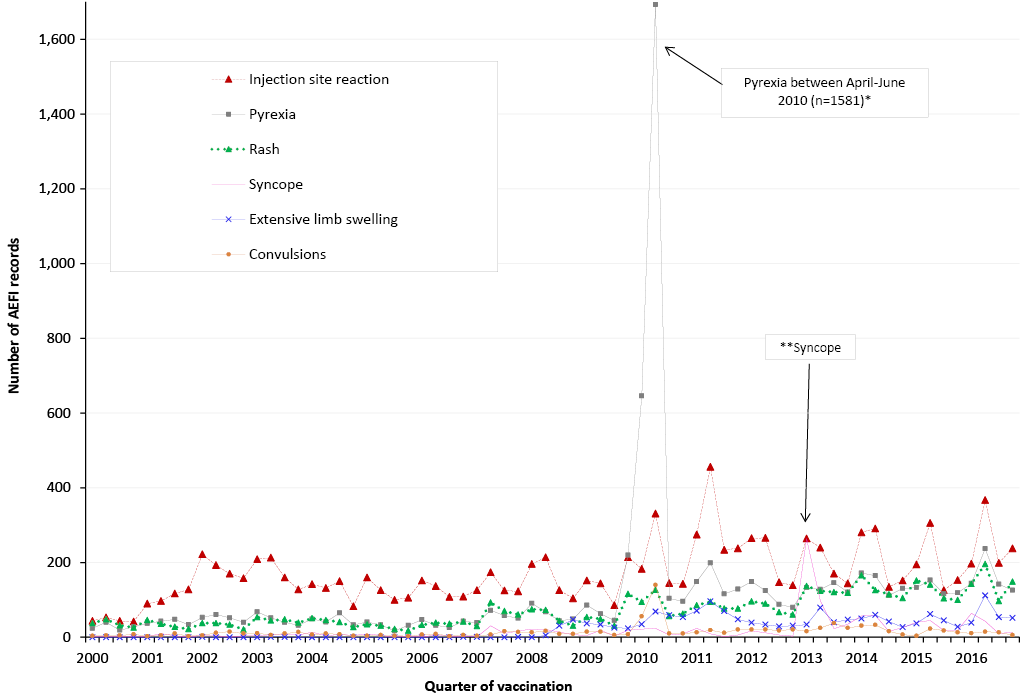 1,600
1,400
1,200
1,000
800
600
400
200
0
Number of AEFI records
Injection site reaction
Pyrexia
Rash
Syncope
Extensive limb swelling
Convulsions
Pyrexia between April-June
2010 (n=1581)*
**Syncope
2000 2001 2002 2003 2004 2005 2006 2007 2008 2009 2010 2011 2012 2013 2014 2015 2016
Quarter of vaccination